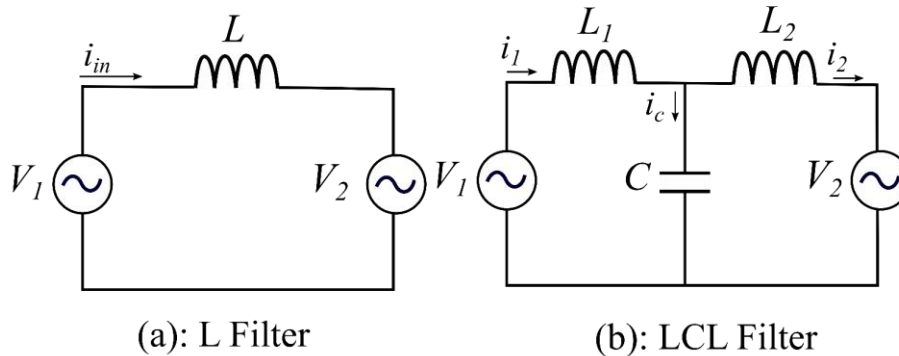 L
i_in
V_1
V_2
(a): L Filter
L_1
L_2
i_1
i_2
i_c
V_1
C
V_2
(b): LCL Filter